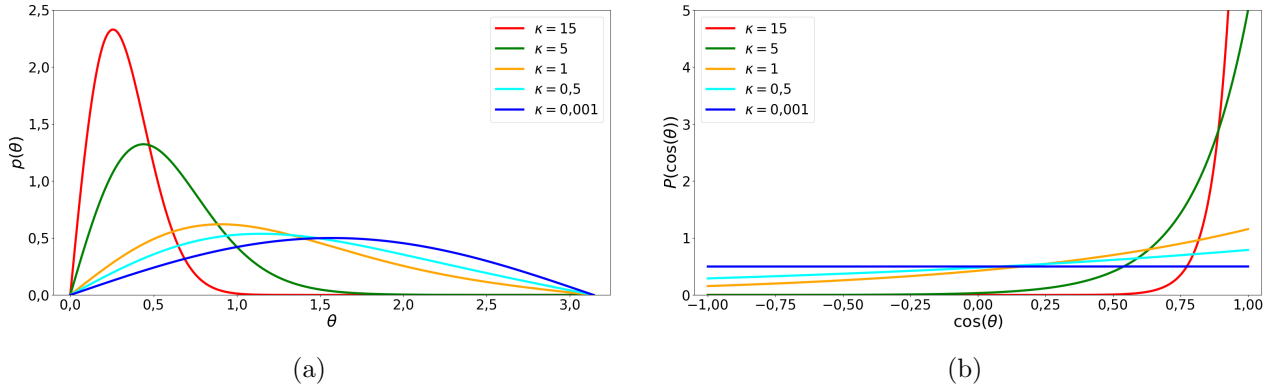 2,5
2,0
1,5
1,0
0,5
0,0
p(θ)
0,0 0,5 1,0 1,5 2,0 2,5 3,0
θ
κ = 15
κ = 5
κ = 1
κ = 0,5
κ = 0,001
(a)
5
4
3
2
1
0
P(cos(θ))
−1,00 −0,75 −0,50 −0,25 0,00 0,25 0,50 0,75 1,00
cos(θ)
κ = 15
κ = 5
κ = 1
κ = 0,5
κ = 0,001
(b)